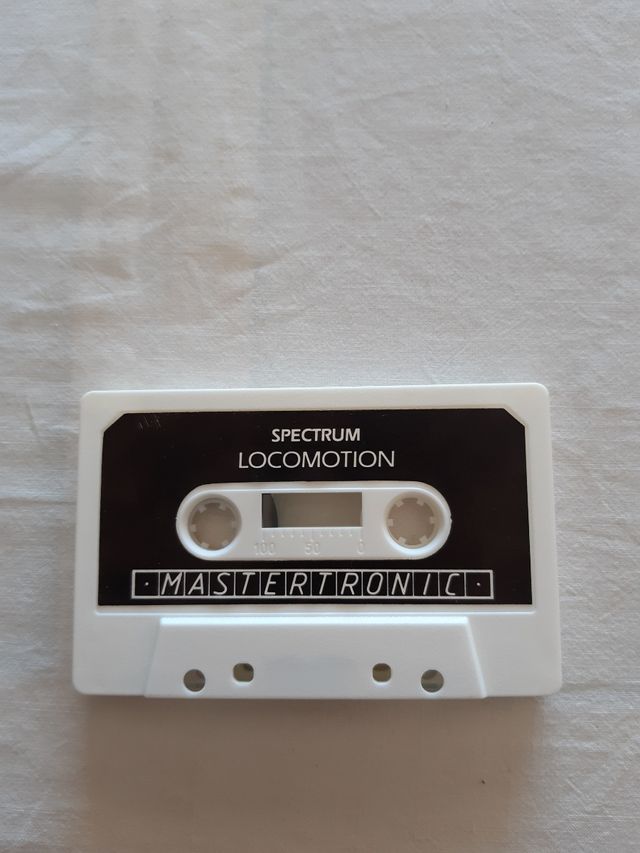 SPECTRUM
LOCOMOTION
100 50 0
· MASTERTRONIC ·